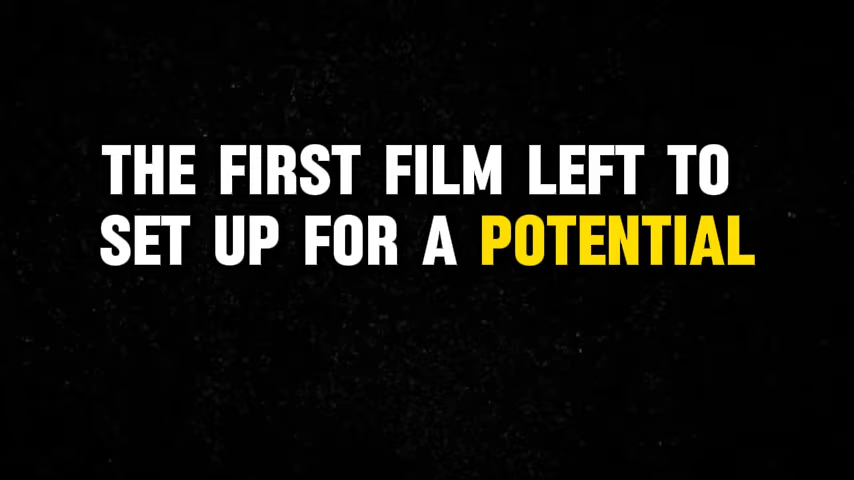 THE FIRST FILM LEFT TO
SET UP FOR A POTENTIAL